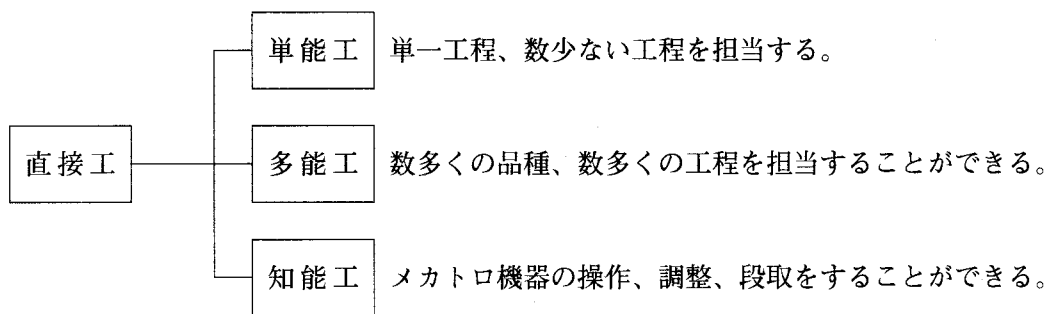 単能工 単一工程、数少ない工程を担当する。
直接工 多能工 数多くの品種、数多くの工程を担当することができる。
知能工 メカトロ機器の操作、調整、段取をすることができる。